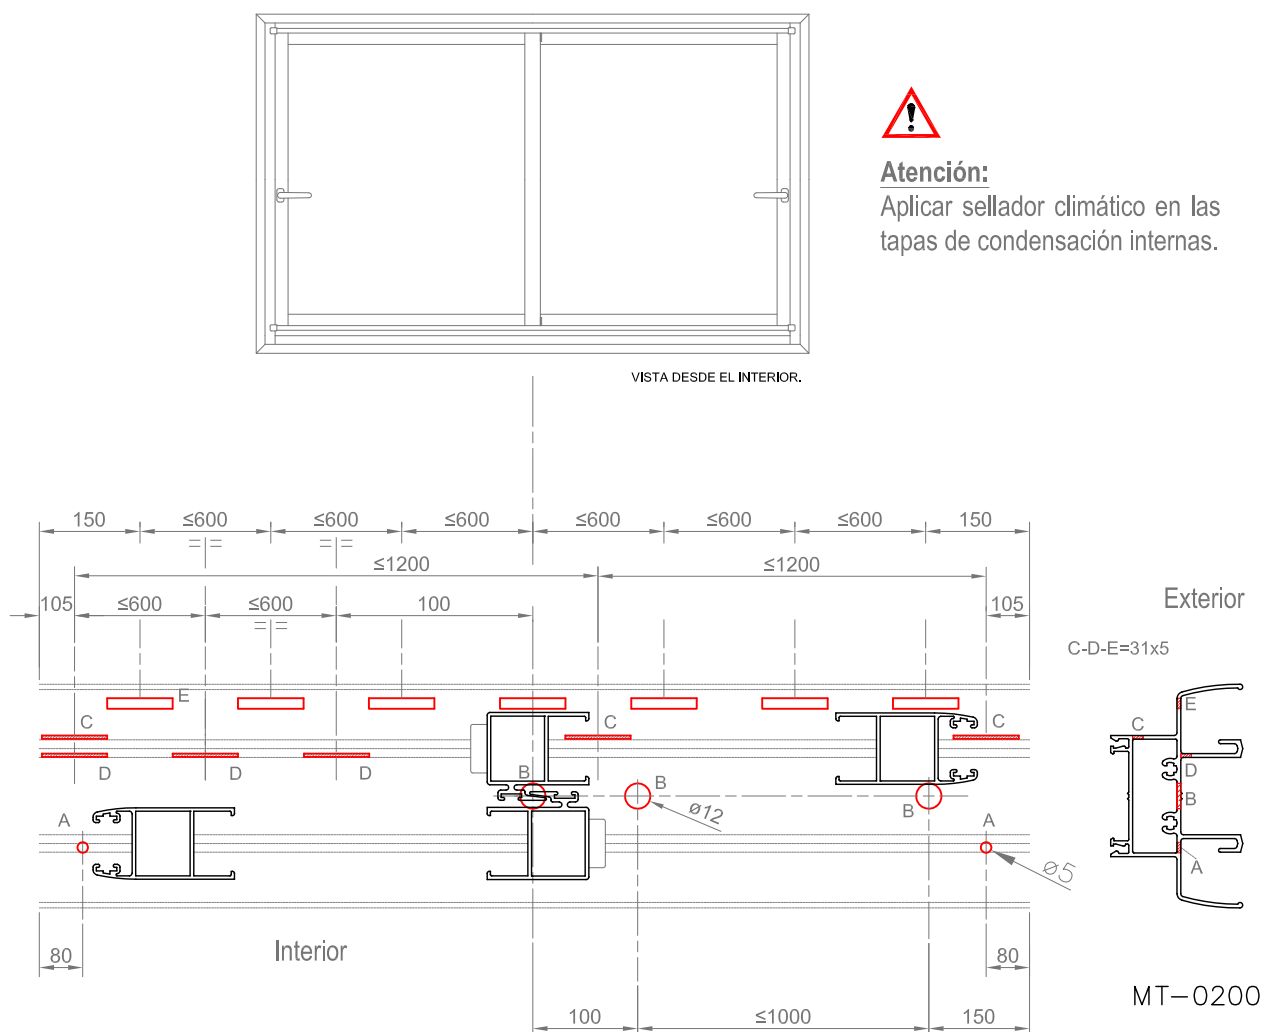 Atención:
Aplicar sellador climático en las
tapas de condensación internas.
VISTA DESDE EL INTERIOR.
150
≤600
≤600
≤600
≤600
≤600
≤600
150
==
==
≤1200
≤1200
105
≤600
≤600
100
105
==
Exterior
C-D-E=31x5
E
E
C
C
C
C
D
D
D
D
B
B
B
B
ø12
A
A
A
ø5
Interior
80
80
100
≤1000
150
MT-0200